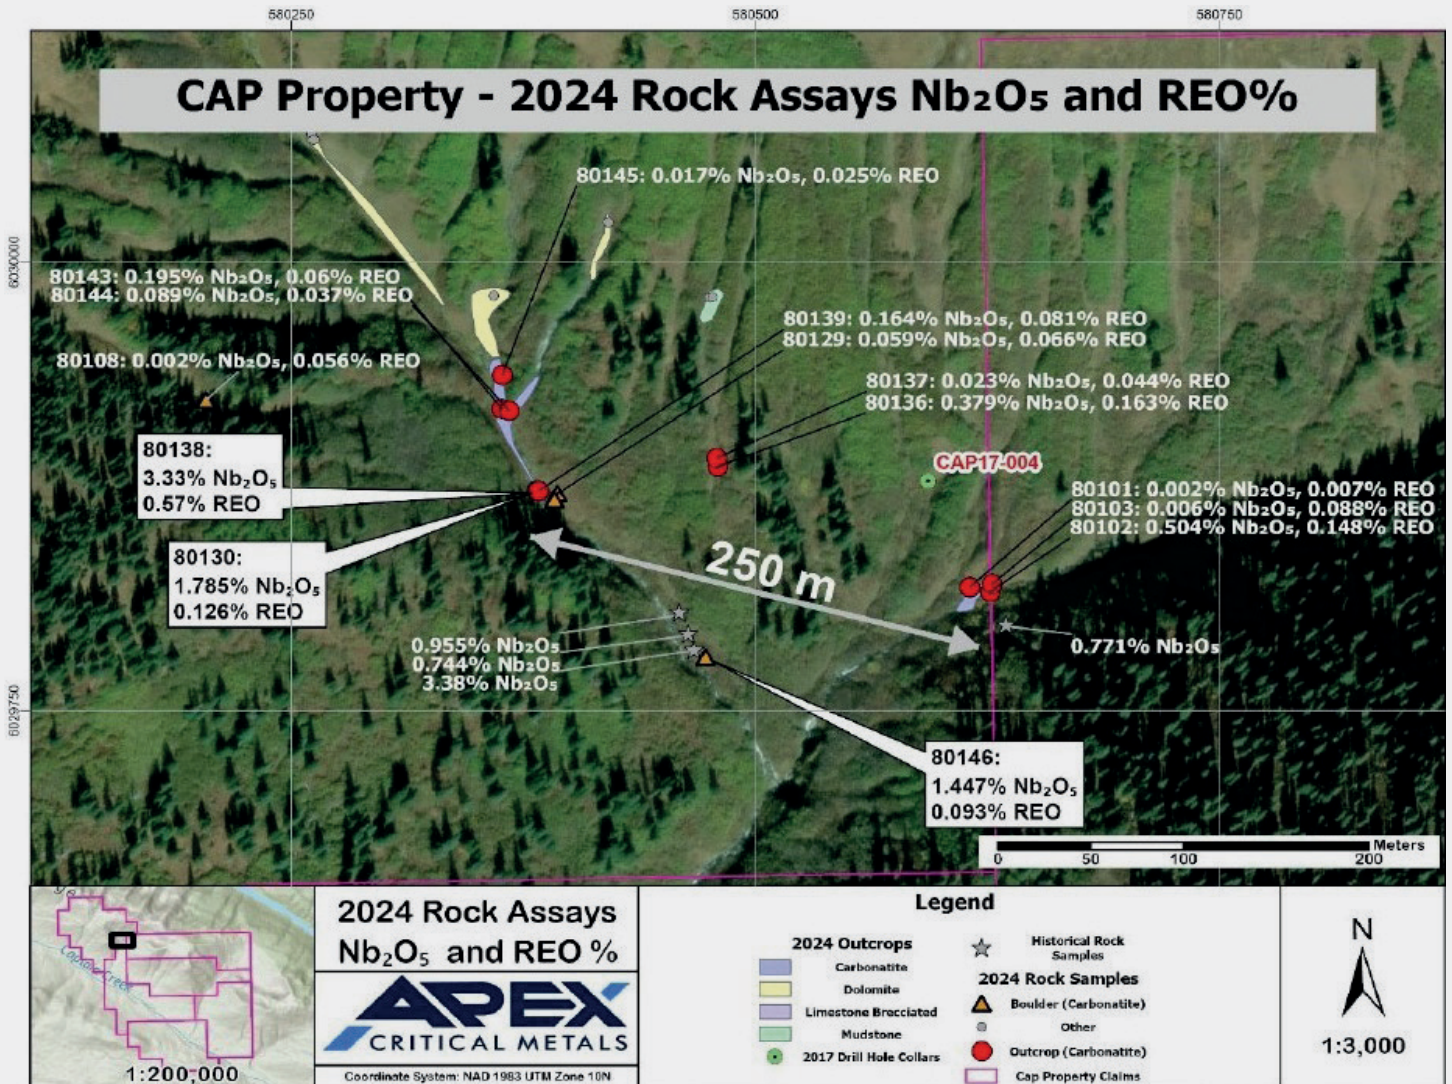 580250
580500
580750
CAP Property - 2024 Rock Assays Nb₂O₅ and REO%
6030000
6029750
80145: 0.017% Nb₂O₅, 0.025% REO
80143: 0.195% Nb₂O₅, 0.06% REO
80144: 0.089% Nb₂O₅, 0.037% REO
80139: 0.164% Nb₂O₅, 0.081% REO
80129: 0.059% Nb₂O₅, 0.066% REO
80108: 0.002% Nb₂O₅, 0.056% REO
80137: 0.023% Nb₂O₅, 0.044% REO
80136: 0.379% Nb₂O₅, 0.163% REO
80138:
3.33% Nb₂O₅
0.57% REO
CAP17-004
80101: 0.002% Nb₂O₅, 0.007% REO
80103: 0.006% Nb₂O₅, 0.088% REO
80102: 0.504% Nb₂O₅, 0.148% REO
80130:
1.785% Nb₂O₅
0.126% REO
250 m
0.955% Nb₂O₅
0.744% Nb₂O₅
3.38% Nb₂O₅
0.771% Nb₂O₅
80146:
1.447% Nb₂O₅
0.093% REO
Meters
0 50 100 200
Captain Creek
1:200,000
2024 Rock Assays
Nb₂O₅ and REO %
APEX
CRITICAL METALS
Coordinate System: NAD 1983 UTM Zone 10N
Legend
2024 Outcrops
Carbonatite
Dolomite
Limestone Brecciated
Mudstone
2017 Drill Hole Collars
Historical Rock
Samples
2024 Rock Samples
Boulder (Carbonatite)
Other
Outcrop (Carbonatite)
Cap Property Claims
N
1:3,000